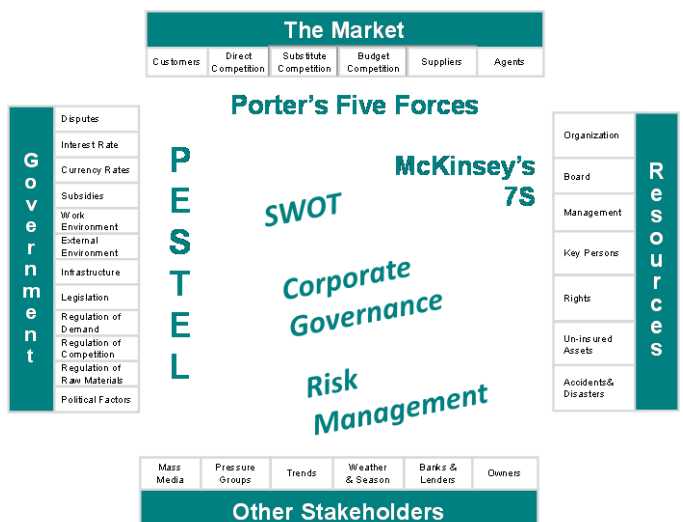 The Market
Customers
Direct
Competition
Substitute
Competition
Budget
Competition
Suppliers
Agents
Porter's Five Forces
Government
Disputes
Interest Rate
Currency Rates
Subsidies
Work
Environment
External
Environment
Infrastructure
Legislation
Regulation of
Demand
Regulation of
Competition
Regulation of
Raw Materials
Political Factors
PESTEL
McKinsey's
7S
SWOT
Corporate
Governance
Risk
Management
Organization
Board
Management
Key Persons
Rights
Un-insured
Assets
Accidents&
Disasters
Resources
Mass
Media
Pressure
Groups
Trends
Weather
& Season
Banks &
Lenders
Owners
Other Stakeholders